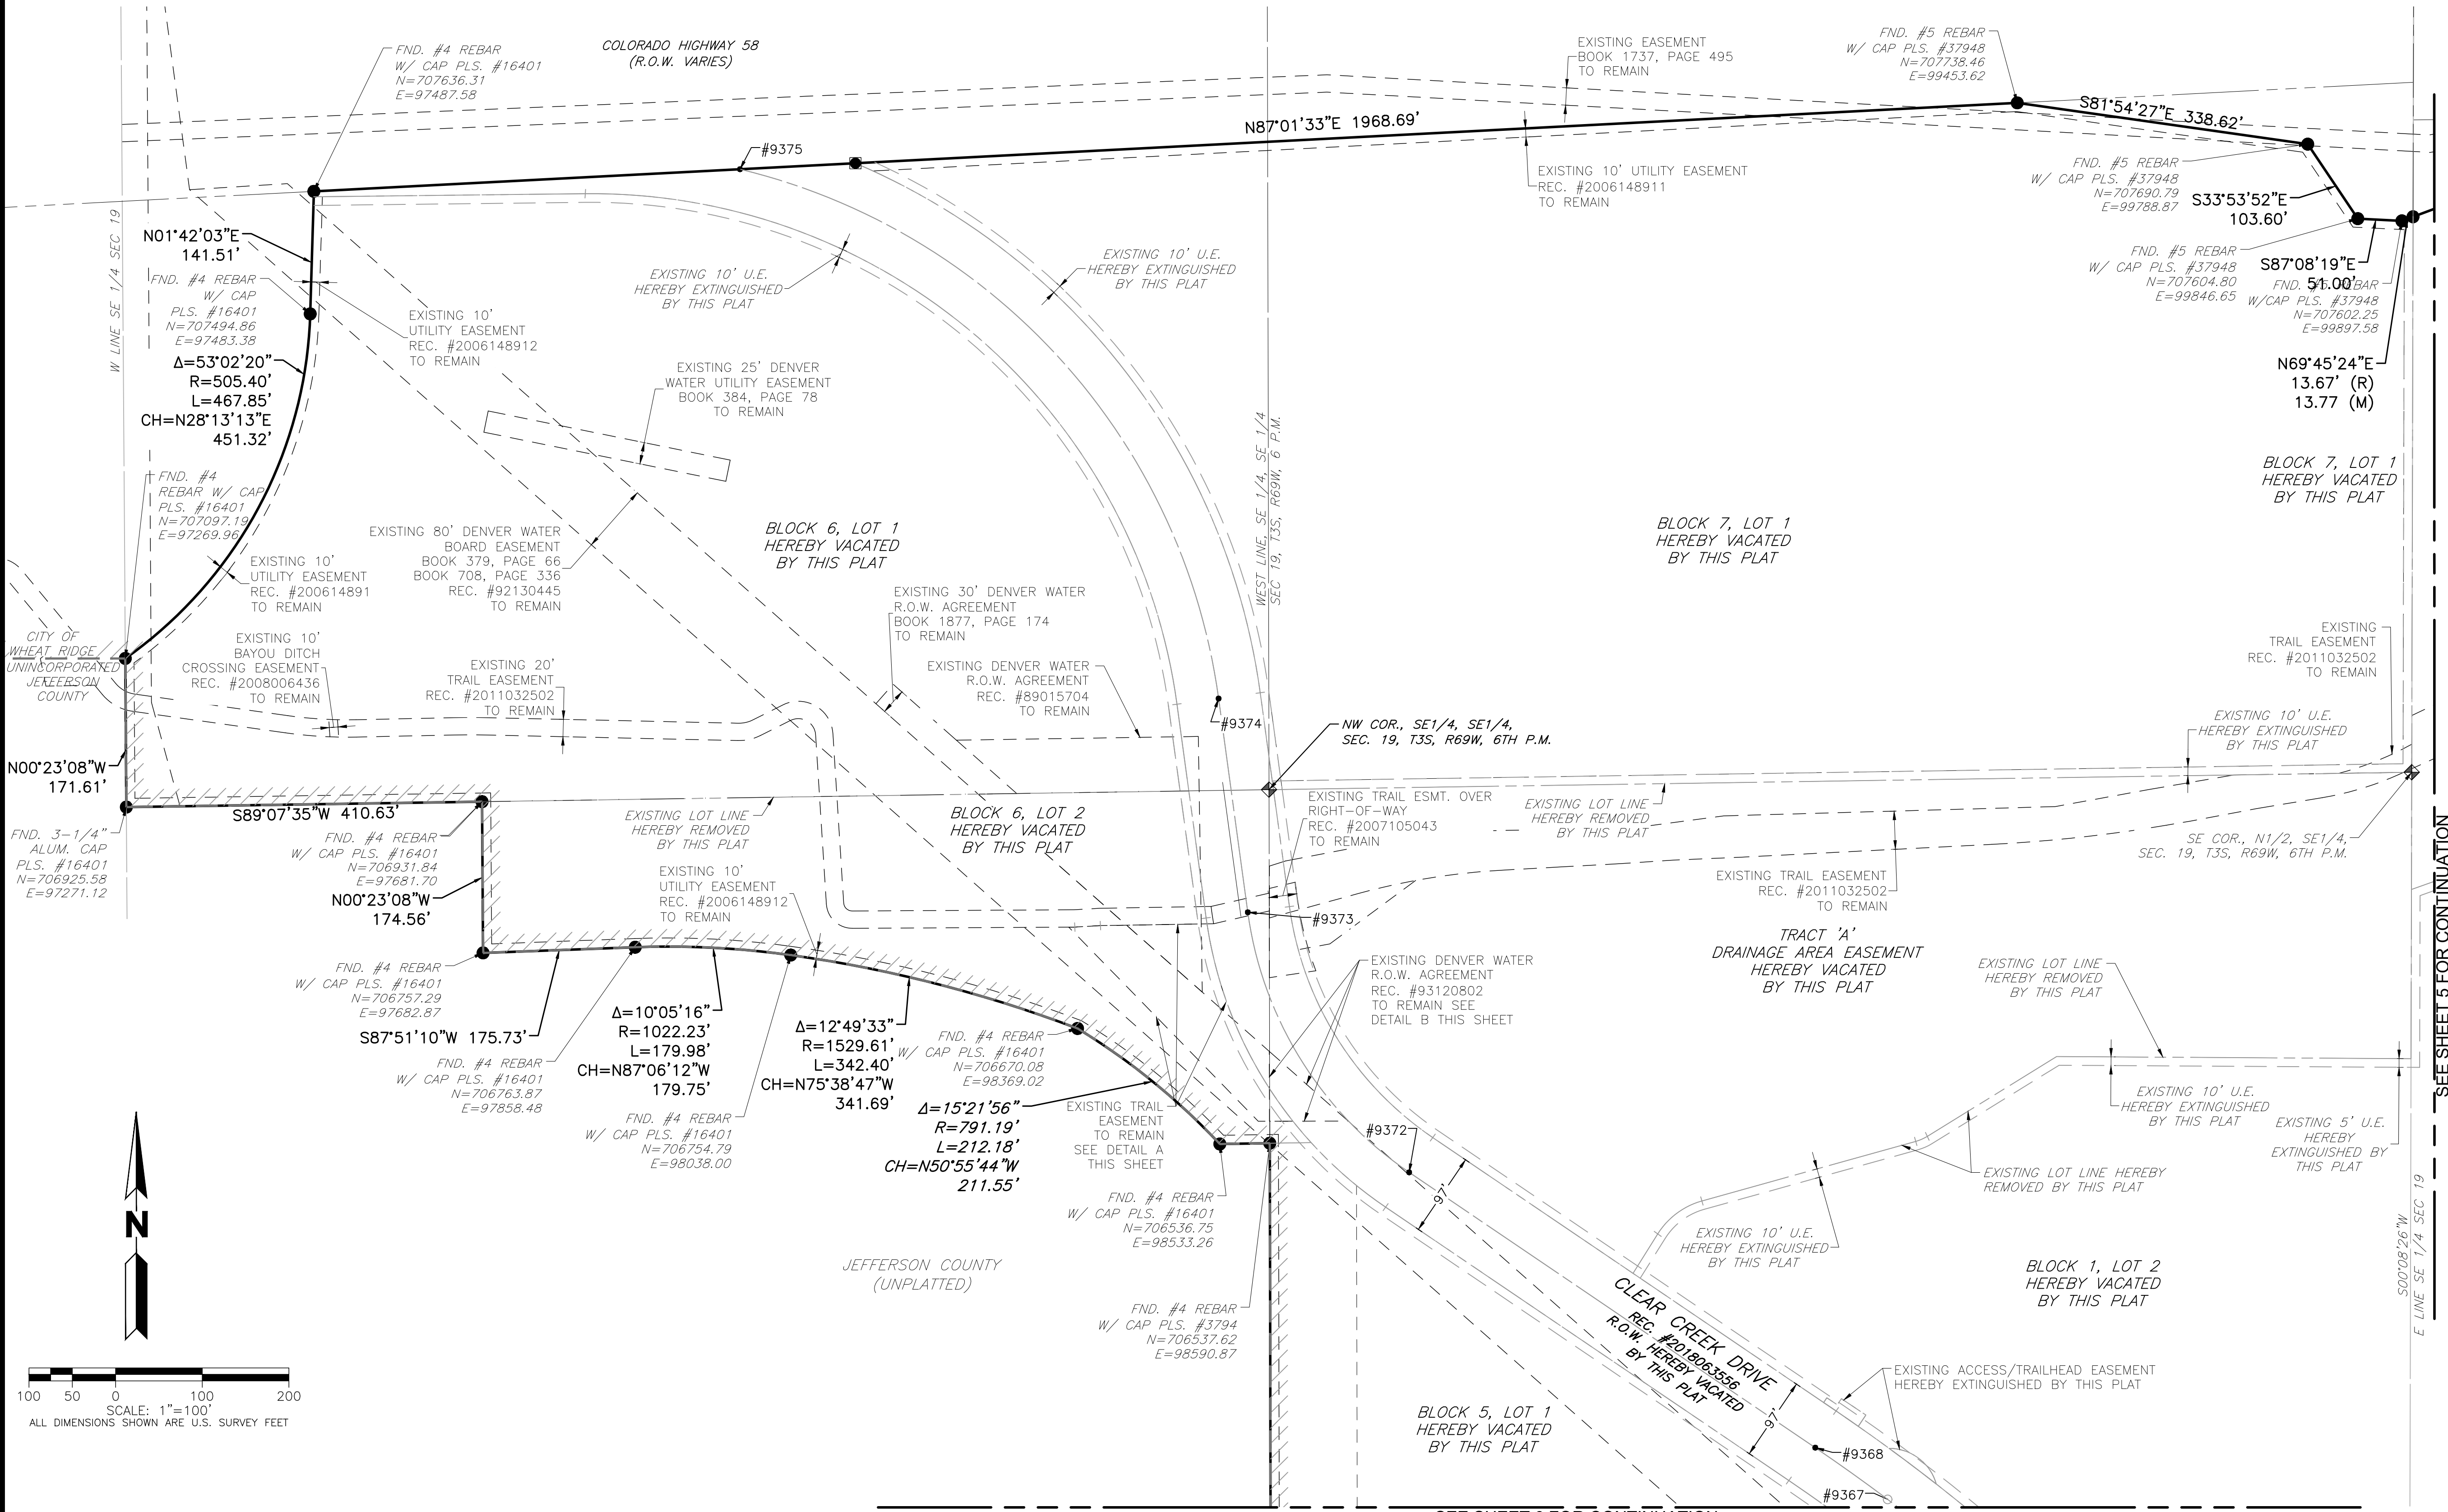 COLORADO HIGHWAY 58
(R.O.W. VARIES)
FND. #4 REBAR
W/ CAP PLS. #16401
N=707636.31
E=97487.58
EXISTING EASEMENT
BOOK 1737, PAGE 495
TO REMAIN
FND. #5 REBAR
W/ CAP PLS. #37948
N=707738.46
E=99453.62
N87°01'33"E 1968.69'
S81°54'27"E 338.62'
#9375
EXISTING 10' UTILITY EASEMENT
REC. #2006148911
TO REMAIN
FND. #5 REBAR
W/ CAP PLS. #37948
N=707690.79
E=99788.87
S33°53'52"E
103.60'
FND. #5 REBAR
W/ CAP PLS. #37948
N=707604.80
E=99846.65
S87°08'19"E
51.00'
FND. #5 REBAR
W/CAP PLS. #37948
N=707602.25
E=99897.58
N69°45'24"E
13.67' (R)
13.77 (M)
W LINE SE 1/4 SEC 19
N01°42'03"E
141.51'
FND. #4 REBAR
W/ CAP
PLS. #16401
N=707494.86
E=97483.38
Δ=53°02'20"
R=505.40'
L=467.85'
CH=N28°13'13"E
451.32'
EXISTING 10'
UTILITY EASEMENT
REC. #2006148912
TO REMAIN
EXISTING 10' U.E.
HEREBY EXTINGUISHED
BY THIS PLAT
EXISTING 10' U.E.
HEREBY EXTINGUISHED
BY THIS PLAT
EXISTING 25' DENVER
WATER UTILITY EASEMENT
BOOK 384, PAGE 78
TO REMAIN
WEST LINE, SE 1/4, SE 1/4
SEC 19, T3S, R69W, 6 P.M.
BLOCK 7, LOT 1
HEREBY VACATED
BY THIS PLAT
BLOCK 7, LOT 1
HEREBY VACATED
BY THIS PLAT
FND. #4
REBAR W/ CAP
PLS. #16401
N=707097.19
E=97269.96
EXISTING 10'
UTILITY EASEMENT
REC. #200614891
TO REMAIN
EXISTING 80' DENVER WATER
BOARD EASEMENT
BOOK 379, PAGE 66
BOOK 708, PAGE 336
REC. #92130445
TO REMAIN
BLOCK 6, LOT 1
HEREBY VACATED
BY THIS PLAT
EXISTING 30' DENVER WATER
R.O.W. AGREEMENT
BOOK 1877, PAGE 174
TO REMAIN
EXISTING DENVER WATER
R.O.W. AGREEMENT
REC. #89015704
TO REMAIN
CITY OF
WHEAT RIDGE
UNINCORPORATED
JEFFERSON
COUNTY
EXISTING 10'
BAYOU DITCH
CROSSING EASEMENT
REC. #2008006436
TO REMAIN
EXISTING 20'
TRAIL EASEMENT
REC. #2011032502
TO REMAIN
EXISTING
TRAIL EASEMENT
REC. #2011032502
TO REMAIN
#9374
NW COR., SE1/4, SE1/4,
SEC. 19, T3S, R69W, 6TH P.M.
EXISTING 10' U.E.
HEREBY EXTINGUISHED
BY THIS PLAT
N00°23'08"W
171.61'
S89°07'35"W 410.63'
FND. 3-1/4"
ALUM. CAP
PLS. #16401
N=706925.58
E=97271.12
FND. #4 REBAR
W/ CAP PLS. #16401
N=706931.84
E=97681.70
N00°23'08"W
174.56'
EXISTING LOT LINE
HEREBY REMOVED
BY THIS PLAT
BLOCK 6, LOT 2
HEREBY VACATED
BY THIS PLAT
EXISTING TRAIL ESMT. OVER
RIGHT-OF-WAY
REC. #2007105043
TO REMAIN
EXISTING LOT LINE
HEREBY REMOVED
BY THIS PLAT
SE COR., N1/2, SE1/4,
SEC. 19, T3S, R69W, 6TH P.M.
SEE SHEET 5 FOR CONTINUATION
EXISTING 10'
UTILITY EASEMENT
REC. #2006148912
TO REMAIN
EXISTING TRAIL EASEMENT
REC. #2011032502
TO REMAIN
#9373
TRACT 'A'
DRAINAGE AREA EASEMENT
HEREBY VACATED
BY THIS PLAT
EXISTING LOT LINE
HEREBY REMOVED
BY THIS PLAT
FND. #4 REBAR
W/ CAP PLS. #16401
N=706757.29
E=97682.87
S87°51'10"W 175.73'
FND. #4 REBAR
W/ CAP PLS. #16401
N=706763.87
E=97858.48
Δ=10°05'16"
R=1022.23'
L=179.98'
CH=N87°06'12"W
179.75'
FND. #4 REBAR
W/ CAP PLS. #16401
N=706754.79
E=98038.00
Δ=12°49'33"
R=1529.61'
L=342.40'
CH=N75°38'47"W
341.69'
FND. #4 REBAR
W/ CAP PLS. #16401
N=706670.08
E=98369.02
Δ=15°21'56"
R=791.19'
L=212.18'
CH=N50°55'44"W
211.55'
EXISTING TRAIL
EASEMENT
TO REMAIN
SEE DETAIL A
THIS SHEET
EXISTING DENVER WATER
R.O.W. AGREEMENT
REC. #93120802
TO REMAIN SEE
DETAIL B THIS SHEET
#9372
97'
EXISTING 10' U.E.
HEREBY EXTINGUISHED
BY THIS PLAT
EXISTING 5' U.E.
HEREBY
EXTINGUISHED BY
THIS PLAT
EXISTING LOT LINE HEREBY
REMOVED BY THIS PLAT
EXISTING 10' U.E.
HEREBY EXTINGUISHED
BY THIS PLAT
S00°08'26"W
E LINE SE 1/4 SEC 19
FND. #4 REBAR
W/ CAP PLS. #16401
N=706536.75
E=98533.26
JEFFERSON COUNTY
(UNPLATTED)
FND. #4 REBAR
W/ CAP PLS. #3794
N=706537.62
E=98590.87
BLOCK 1, LOT 2
HEREBY VACATED
BY THIS PLAT
CLEAR CREEK DRIVE
REC. #2018063556
R.O.W. HEREBY VACATED
BY THIS PLAT
EXISTING ACCESS/TRAILHEAD EASEMENT
HEREBY EXTINGUISHED BY THIS PLAT
97'
BLOCK 5, LOT 1
HEREBY VACATED
BY THIS PLAT
#9368
#9367
N
100 50 0 100 200
SCALE: 1"=100'
ALL DIMENSIONS SHOWN ARE U.S. SURVEY FEET